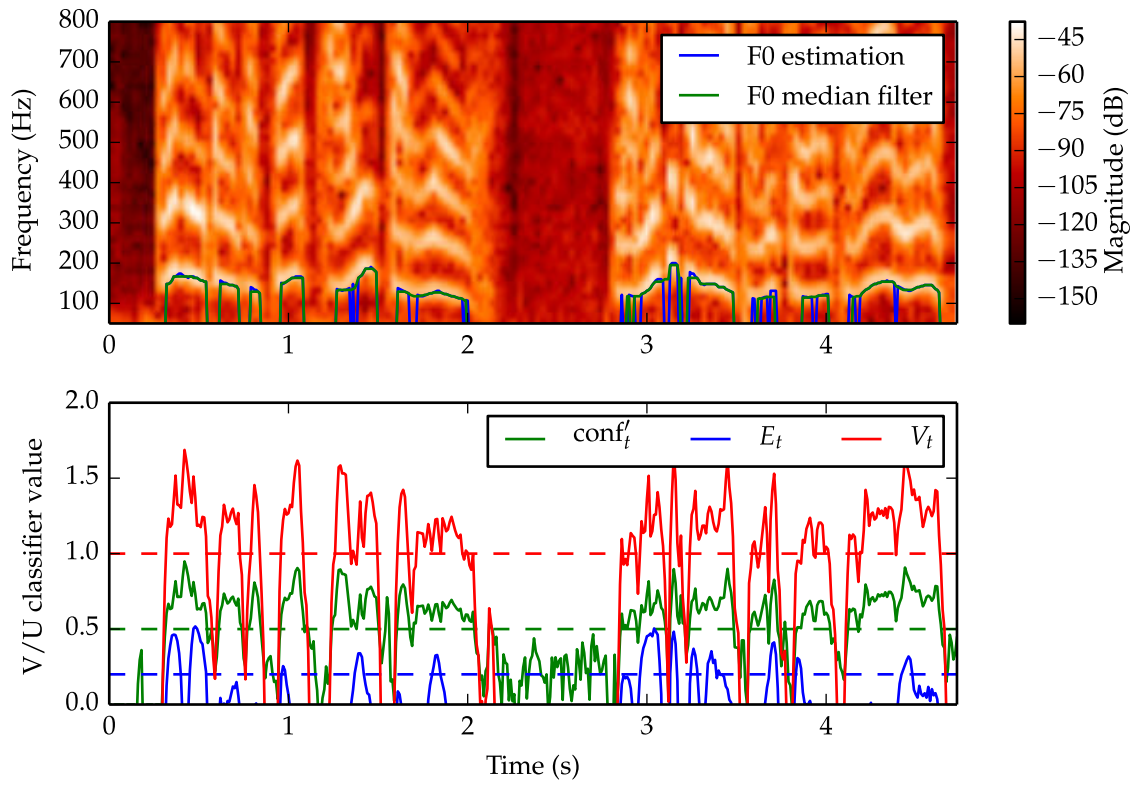 800
700
600
500
400
300
200
100
Frequency (Hz)
F0 estimation
F0 median filter
0 1 2 3 4
−45
−60
−75
−90
−105
−120
−135
−150
Magnitude (dB)
2.0
1.5
1.0
0.5
0.0
V/U classifier value
conf′t Et Vt
0 1 2 3 4
Time (s)